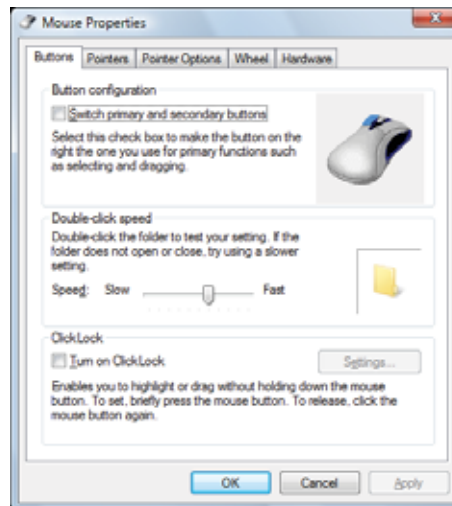 Mouse Properties
Buttons Pointers Pointer Options Wheel Hardware
Button configuration
Switch primary and secondary buttons
Select this check box to make the button on the
right the one you use for primary functions such
as selecting and dragging.
Double-click speed
Double-click the folder to test your setting. If the
folder does not open or close, try using a slower
setting.
Speed: Slow Fast
ClickLock
Turn on ClickLock
Settings...
Enables you to highlight or drag without holding down the mouse
button. To set, briefly press the mouse button. To release, click the
mouse button again.
OK Cancel Apply